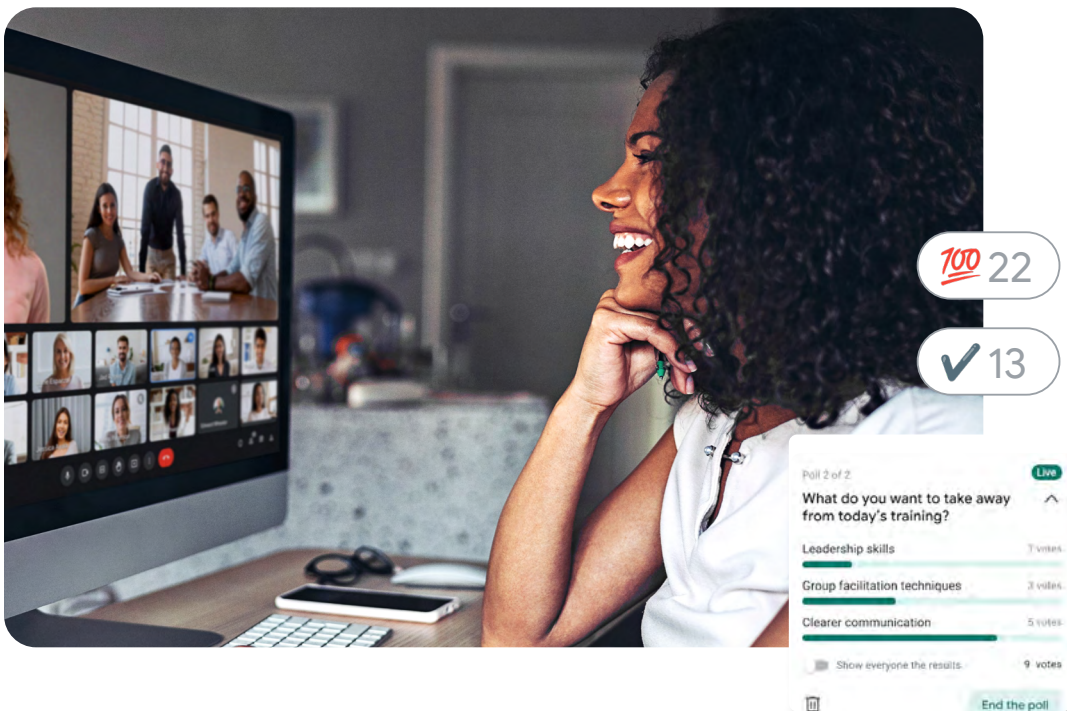 💯 22
✔ 13
Poll 2 of 2
Live
What do you want to take away
from today's training?
Leadership skills
votes
Group facilitation techniques
3 votes
Clearer communication
5 votes
Show everyone the results
9 votes
End the poll